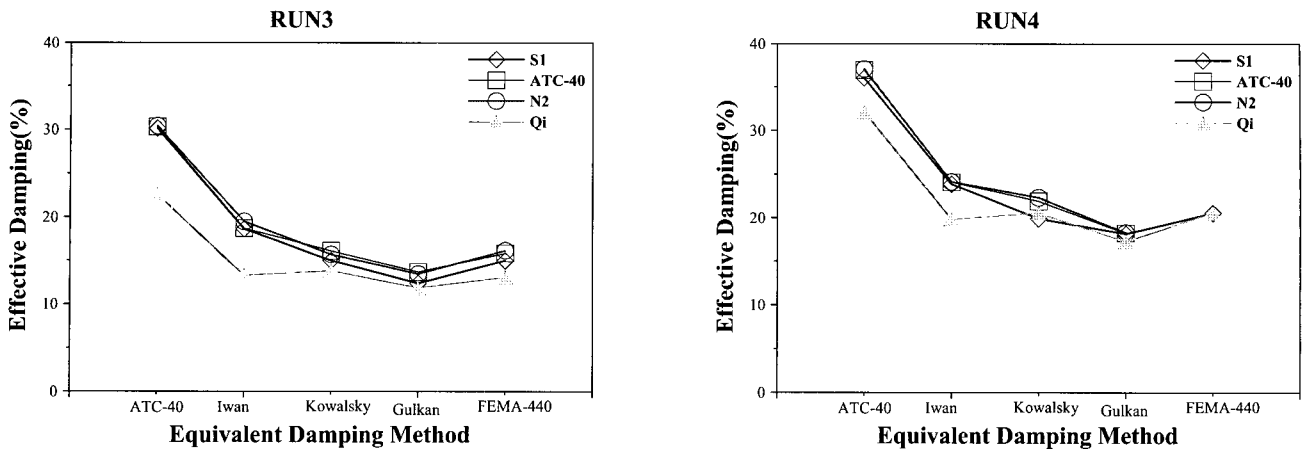 RUN3
40
30
20
10
0
Effective Damping(%)
S1
ATC-40
N2
Qi
ATC-40
Iwan
Kowalsky
Gulkan
FEMA-440
Equivalent Damping Method
RUN4
40
30
20
10
0
Effective Damping(%)
S1
ATC-40
N2
Qi
ATC-40
Iwan
Kowalsky
Gulkan
FEMA-440
Equivalent Damping Method